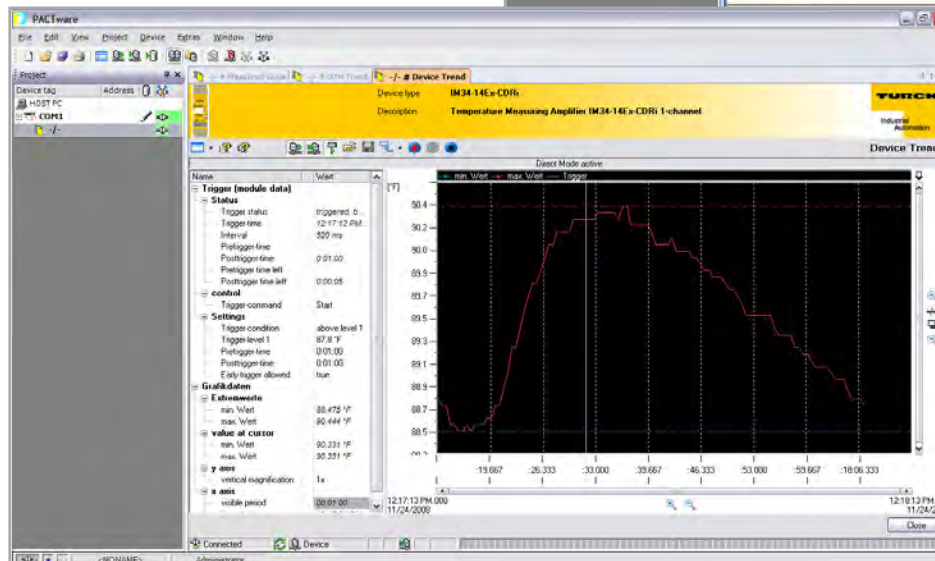 PACTware
File Edit View Project Device Extras Window Help
Project
Device tag Address
HOST PC
COM1
-/-
-/- # Measured Value
-/- # Device Trend
Device type IM34-14Ex-CDRi
Description Temperature Measuring Amplifier IM34-14Ex-CDRi 1-channel
TURCK
Industrial
Automation
Device Trend
Direct Mode active
Name Wert
Trigger (module data)
Status
Trigger status triggered, b...
Trigger time 12:17:12 PM...
Interval 520 ms
Pretrigger time
Posttrigger time 0:01:00
Pretrigger time left
Posttrigger time left 0:00:05
control
Trigger command Start
Settings
Trigger condition above level 1
Trigger level 1 87,8 °F
Pretrigger time 0:01:00
Posttrigger time 0:01:00
Early trigger allowed true
Grafikdaten
Extremwerte
min. Wert 88.475 °F
max. Wert 90.444 °F
value at cursor
min. Wert 90.331 °F
max. Wert 90.331 °F
y axis
vertical magnification 1x
x axis
visible period 00:01:00
min. Wert max. Wert Trigger
[°F]
90.4
90.2
90.0
89.9
89.7
89.5
89.3
89.1
88.9
88.7
88.5
:19.667 :26.333 :33.000 :39.667 :46.333 :53.000 :59.667 :18:06.333
12:17:13 PM.000
11/24/2008
12:18:13 PM
11/24/2
Close
Connected Device
<NONAME> Administrator